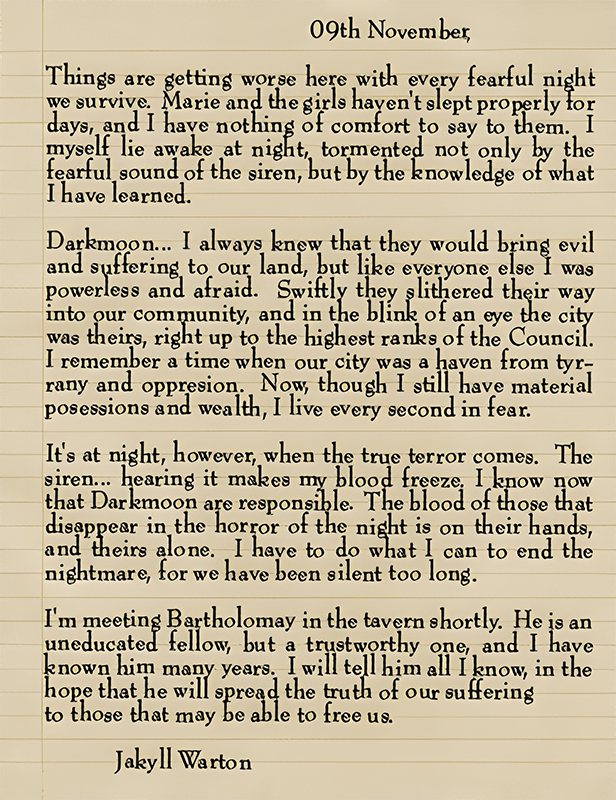 09th November,
Things are getting worse here with every fearful night
we survive. Marie and the girls haven't slept properly for
days, and I have nothing of comfort to say to them. I
myself lie awake at night, tormented not only by the
fearful sound of the siren, but by the knowledge of what
I have learned.
Darkmoon... I always knew that they would bring evil
and suffering to our land, but like everyone else I was
powerless and afraid. Swiftly they slithered their way
into our community, and in the blink of an eye the city
was theirs, right up to the highest ranks of the Council.
I remember a time when our city was a haven from tyr-
rany and oppresion. Now, though I still have material
posessions and wealth, I live every second in fear.
It's at night, however, when the true terror comes. The
siren... hearing it makes my blood freeze. I know now
that Darkmoon are responsible. The blood of those that
disappear in the horror of the night is on their hands,
and theirs alone. I have to do what I can to end the
nightmare, for we have been silent too long.
I'm meeting Bartholomay in the tavern shortly. He is an
uneducated fellow, but a trustworthy one, and I have
known him many years. I will tell him all I know, in the
hope that he will spread the truth of our suffering
to those that may be able to free us.
Jakyll Warton